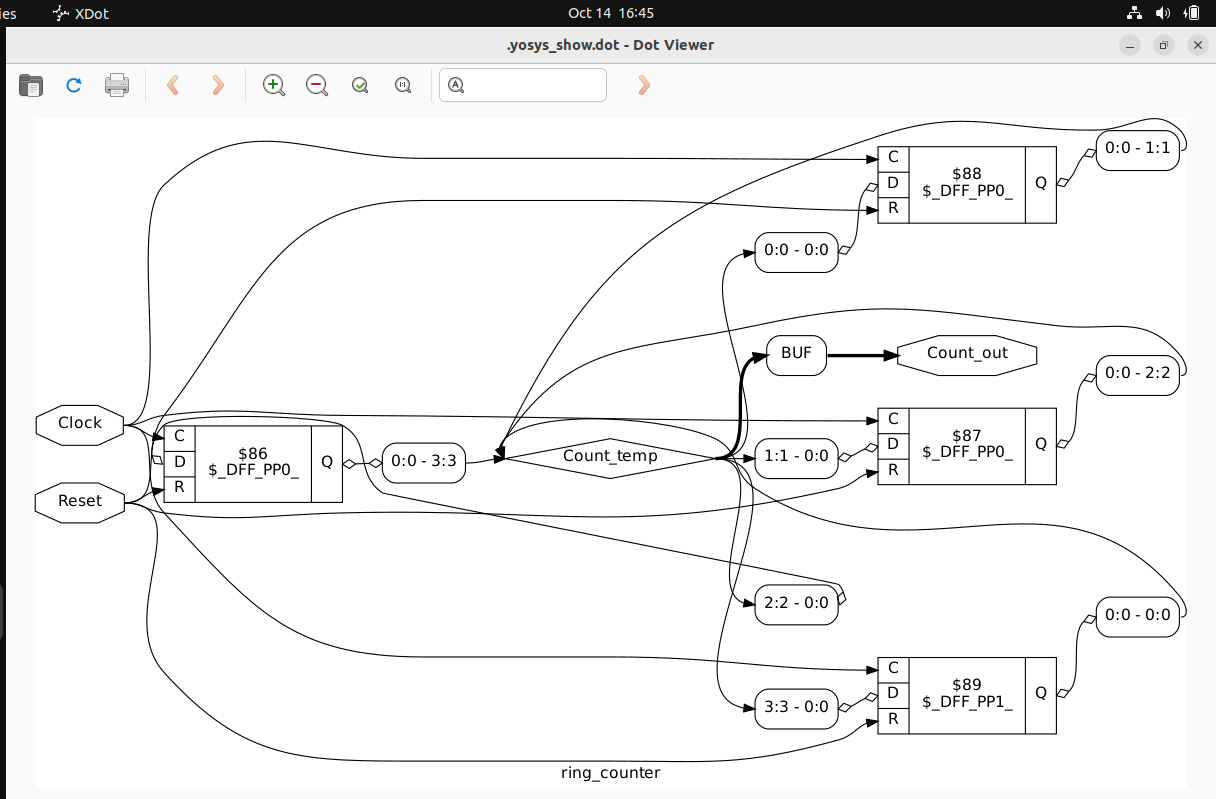 ies
XDot
Oct 14 16:45
.yosys_show.dot - Dot Viewer
C
D
R
$88
$_DFF_PP0_
Q
0:0 - 1:1
0:0 - 0:0
BUF
Count_out
0:0 - 2:2
Clock
Reset
C
D
R
$86
$_DFF_PP0_
Q
0:0 - 3:3
Count_temp
1:1 - 0:0
C
D
R
$87
$_DFF_PP0_
Q
2:2 - 0:0
0:0 - 0:0
3:3 - 0:0
C
D
R
$89
$_DFF_PP1_
Q
ring_counter